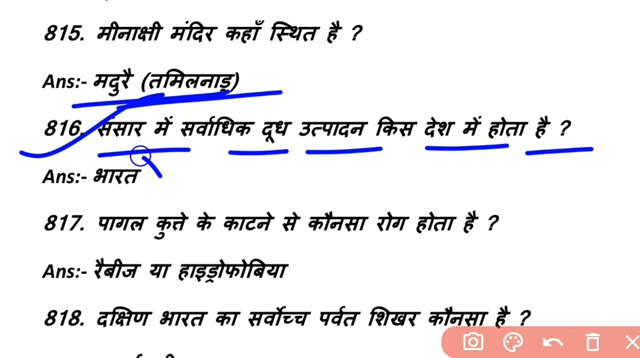 815. मीनाक्षी मंदिर कहाँ स्थित है ?
Ans:- मदुरै (तमिलनाडु)
816. संसार में सर्वाधिक दूध उत्पादन किस देश में होता है ?
Ans:- भारत
817. पागल कुत्ते के काटने से कौनसा रोग होता है ?
Ans:- रैबीज या हाइड्रोफोबिया
818. दक्षिण भारत का सर्वोच्च पर्वत शिखर कौनसा है ?